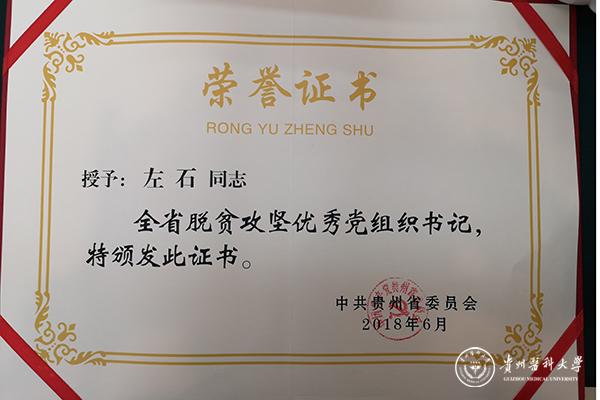 荣誉证书
RONG YU ZHENG SHU
授予：左 石 同志
全省脱贫攻坚优秀党组织书记，
特颁发此证书。
中共贵州省委员会
2018年6月
贵州医科大学
GUIZHOU MEDICAL UNIVERSITY